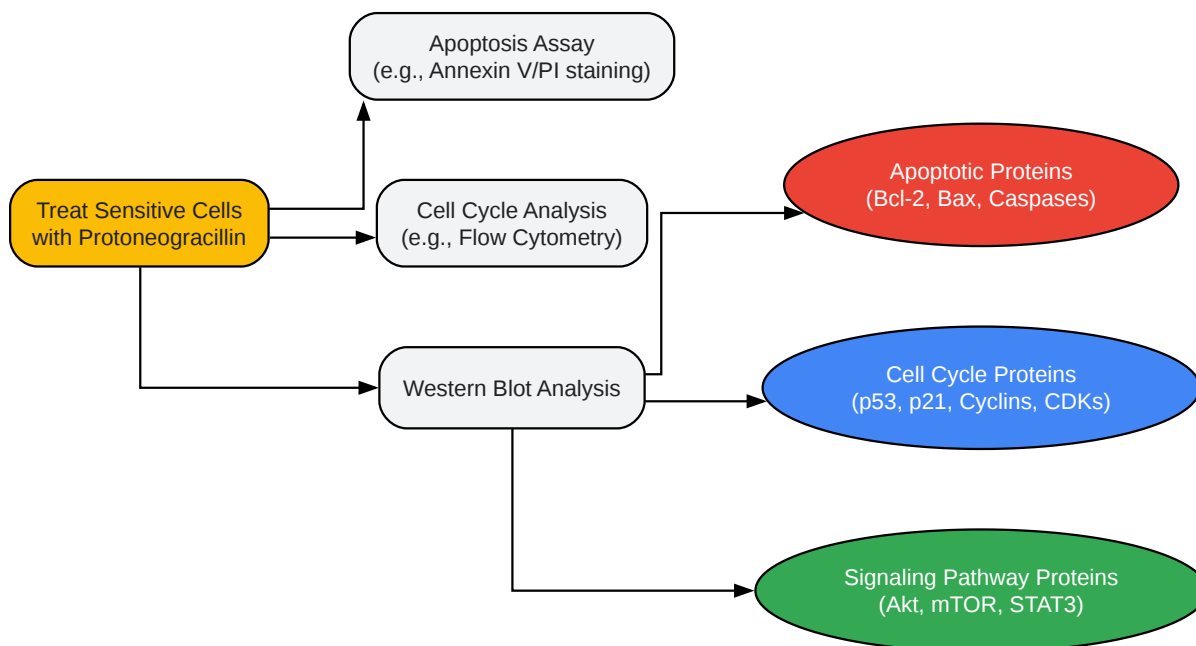 Apoptosis Assay
(e.g., Annexin V/PI staining)
Treat Sensitive Cells
with Protoneogracillin
Cell Cycle Analysis
(e.g., Flow Cytometry)
Western Blot Analysis
Apoptotic Proteins
(Bcl-2, Bax, Caspases)
Cell Cycle Proteins
(p53, p21, Cyclins, CDKs)
Signaling Pathway Proteins
(Akt, mTOR, STAT3)